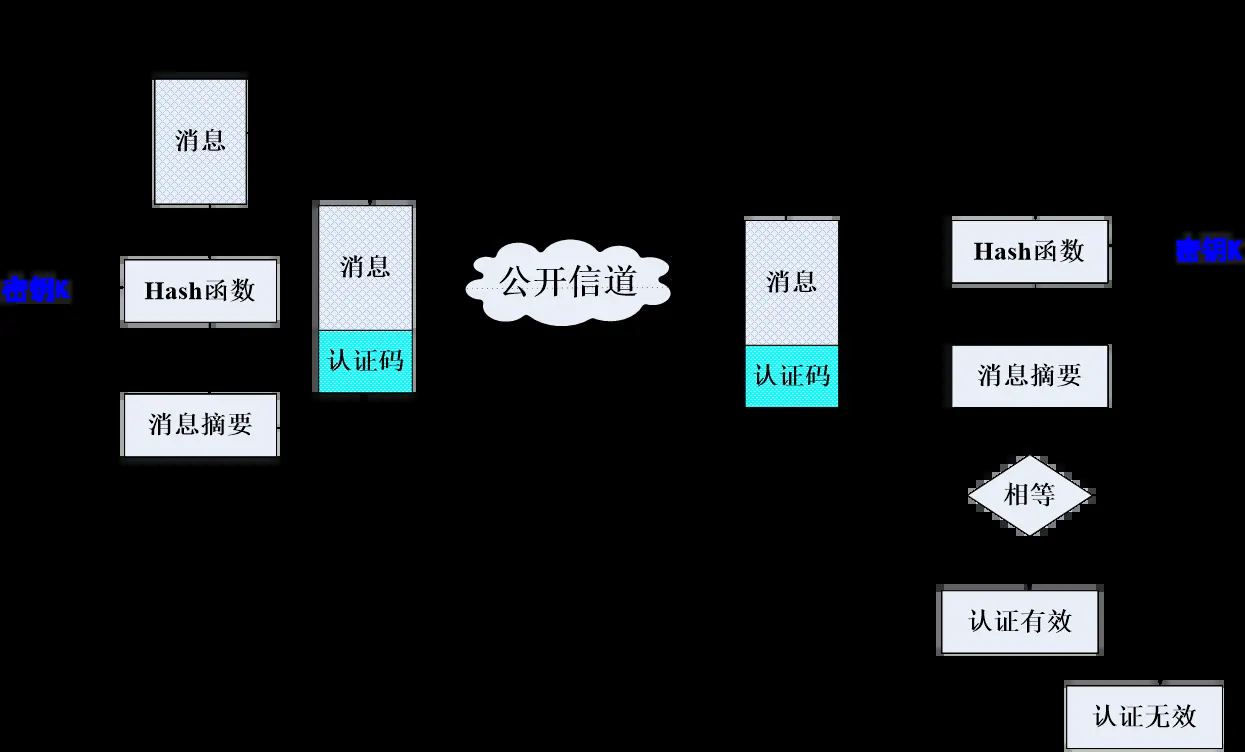 消息
密钥K
Hash函数
消息摘要
消息
认证码
公开信道
消息
认证码
Hash函数
密钥K
消息摘要
相等
认证有效
认证无效